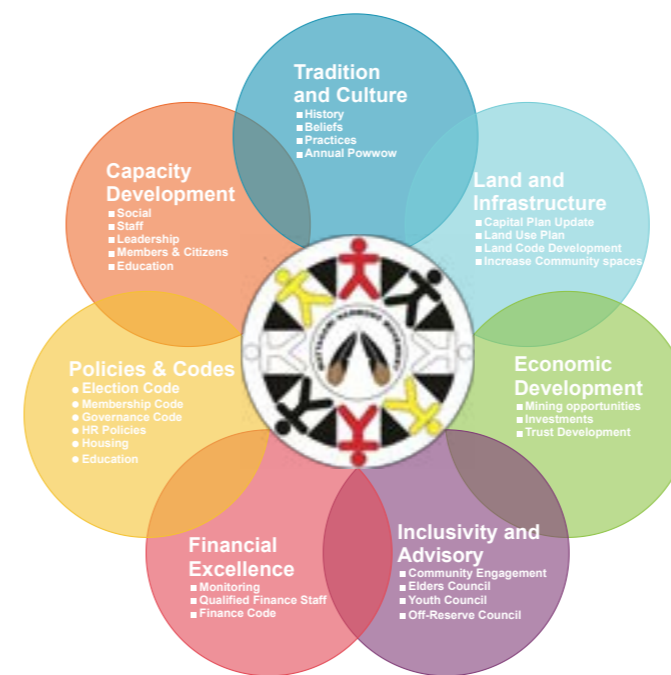 Tradition
and Culture
■ History
■ Beliefs
■ Practices
■ Annual Powwow
Land and
Infrastructure
■ Capital Plan Update
■ Land Use Plan
■ Land Code Development
■ Increase Community spaces
Economic
Development
■ Mining opportunities
■ Investments
■ Trust Development
Inclusivity and
Advisory
■ Community Engagement
■ Elders Council
■ Youth Council
■ Off-Reserve Council
Financial
Excellence
■ Monitoring
■ Qualified Finance Staff
■ Finance Code
Policies & Codes
● Election Code
● Membership Code
● Governance Code
● HR Policies
● Housing
● Education
Capacity
Development
■ Social
■ Staff
■ Leadership
■ Members & Citizens
■ Education